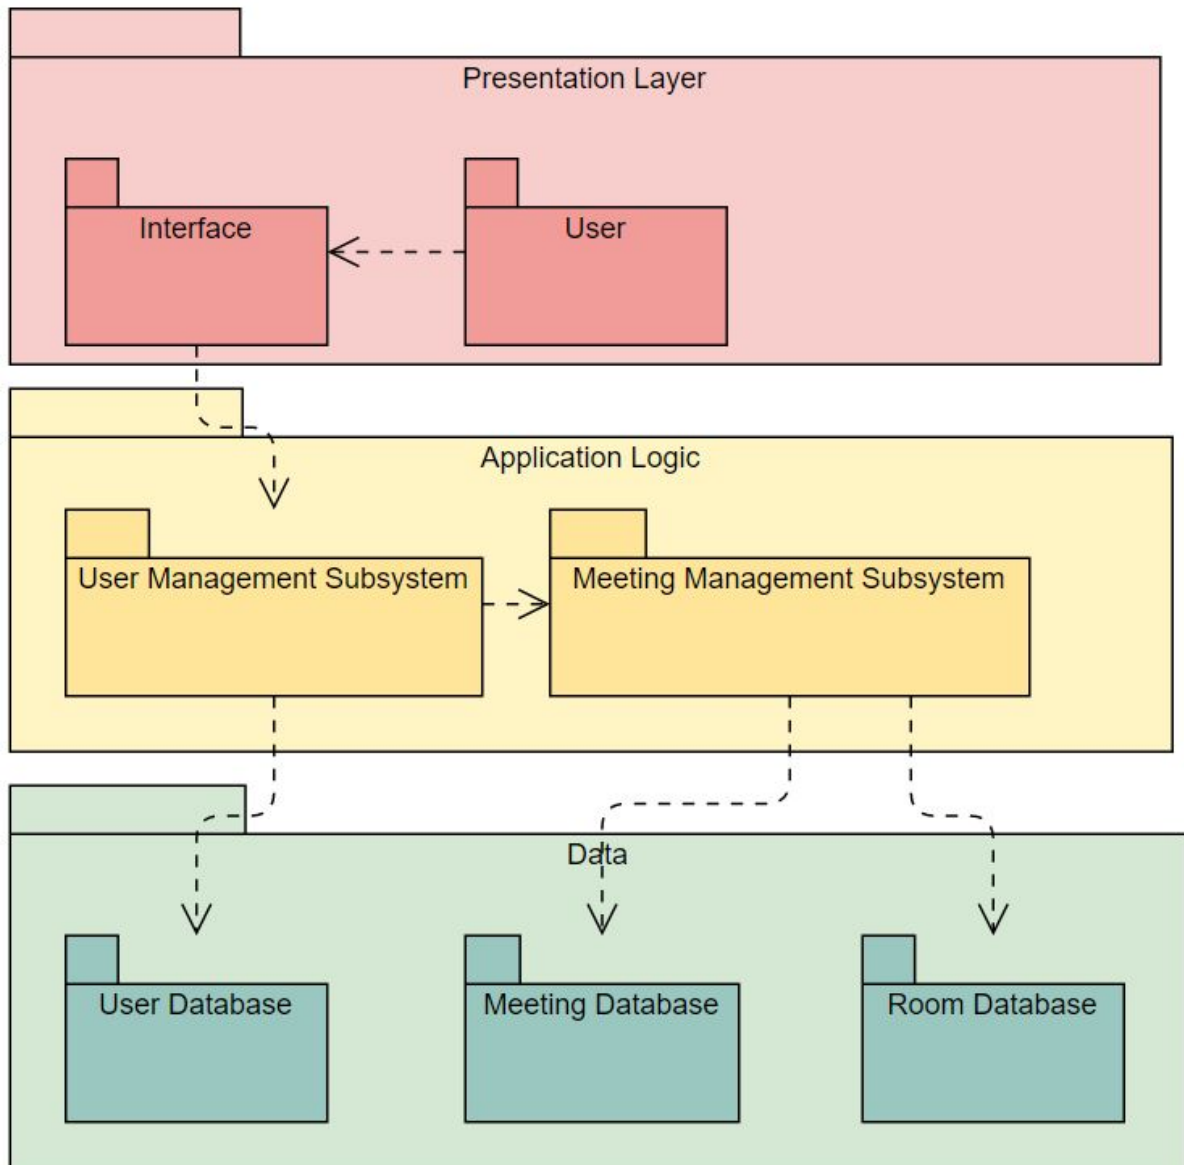 Presentation Layer
Interface
User
Application Logic
User Management Subsystem
Meeting Management Subsystem
Data
User Database
Meeting Database
Room Database